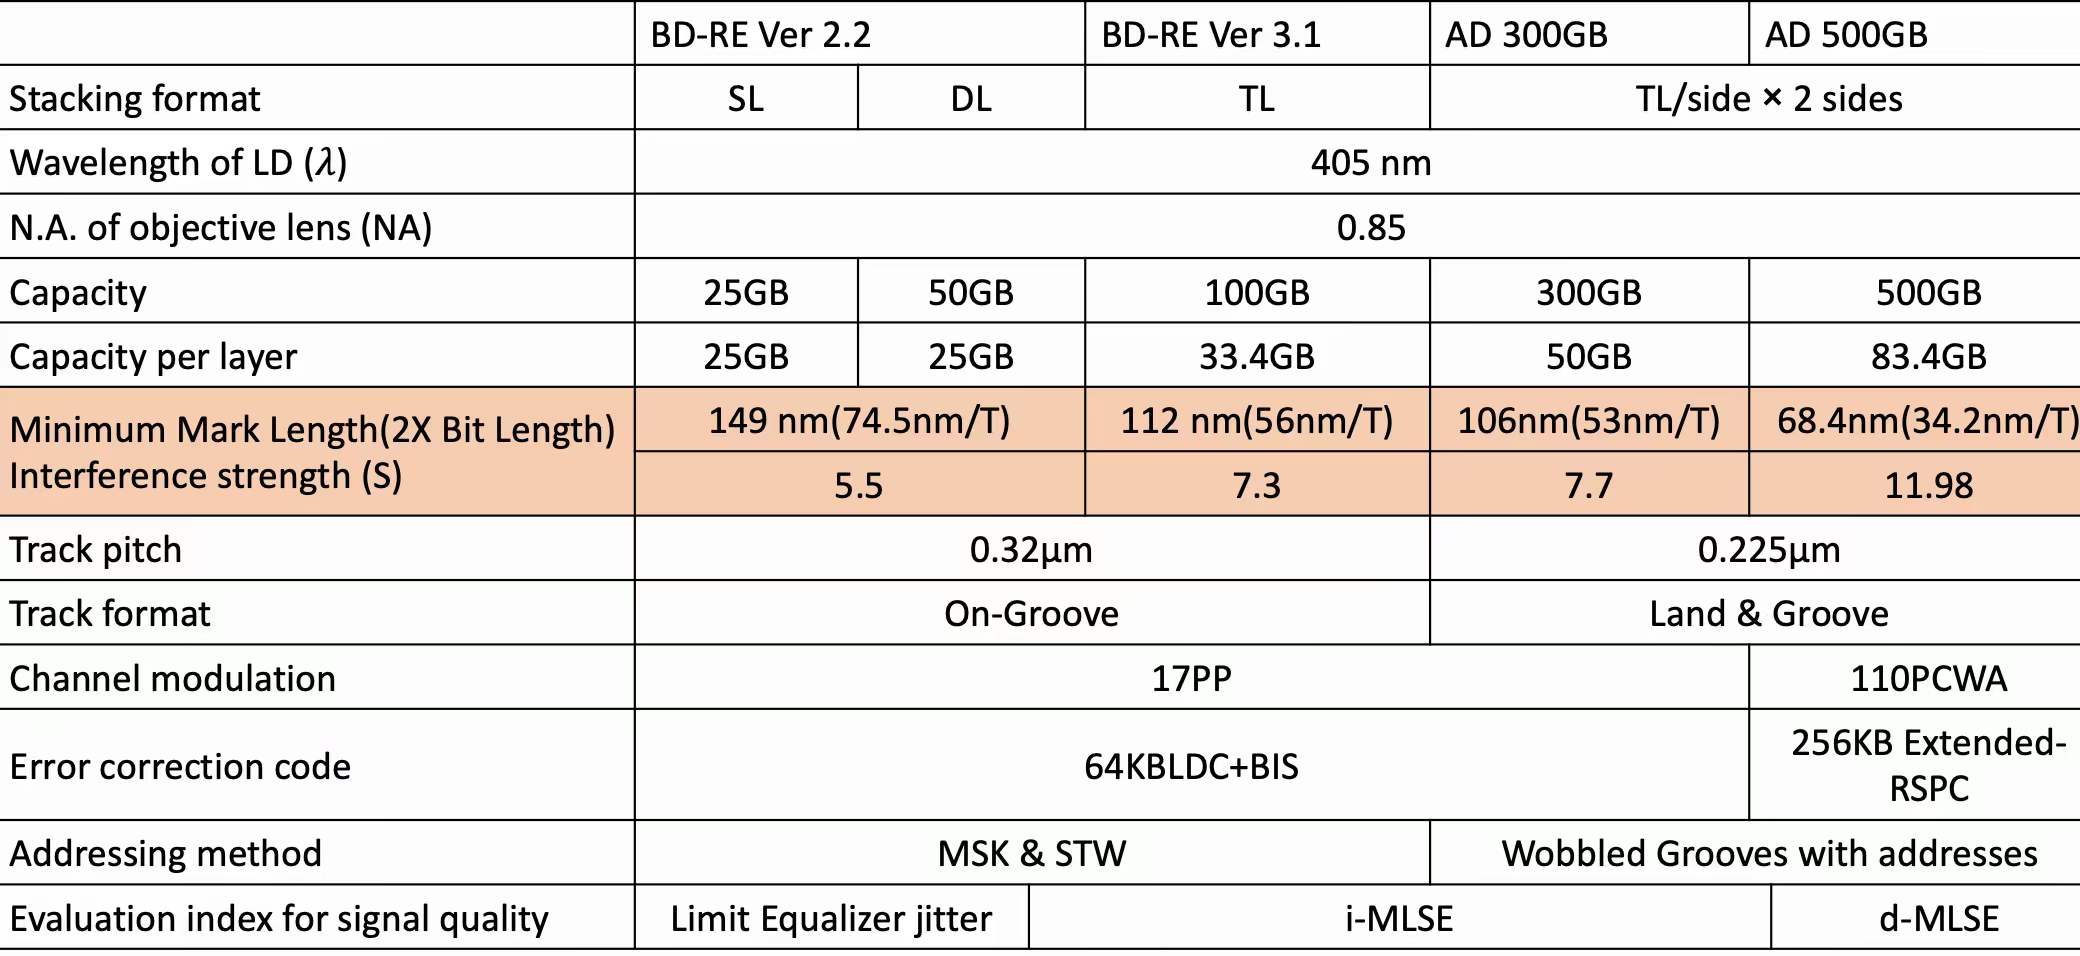 BD-RE Ver 2.2 BD-RE Ver 3.1 AD 300GB AD 500GB
Stacking format SL DL TL TL/side × 2 sides
Wavelength of LD (λ) 405 nm
N.A. of objective lens (NA) 0.85
Capacity 25GB 50GB 100GB 300GB 500GB
Capacity per layer 25GB 25GB 33.4GB 50GB 83.4GB
Minimum Mark Length(2X Bit Length) 149 nm(74.5nm/T) 112 nm(56nm/T) 106nm(53nm/T) 68.4nm(34.2nm/T)
Interference strength (S) 5.5 7.3 7.7 11.98
Track pitch 0.32μm 0.225μm
Track format On-Groove Land & Groove
Channel modulation 17PP 110PCWA
Error correction code 64KBLDC+BIS 256KB Extended-
RSPC
Addressing method MSK & STW Wobbled Grooves with addresses
Evaluation index for signal quality Limit Equalizer jitter i-MLSE d-MLSE